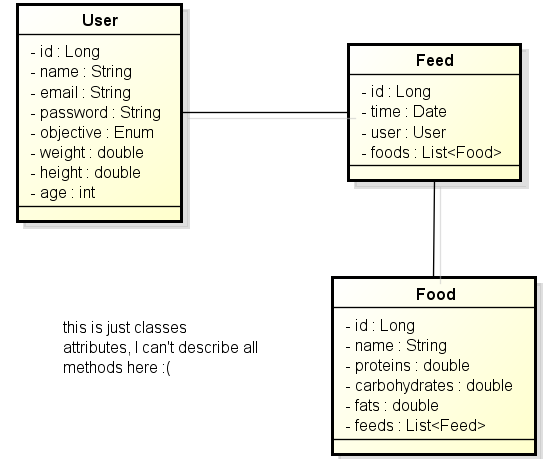 User
- id : Long
- name : String
- email : String
- password : String
- objective : Enum
- weight : double
- height : double
- age : int
Feed
- id : Long
- time : Date
- user : User
- foods : List<Food>
Food
- id : Long
- name : String
- proteins : double
- carbohydrates : double
- fats : double
- feeds : List<Feed>
this is just classes
attributes, I can't describe all
methods here :(